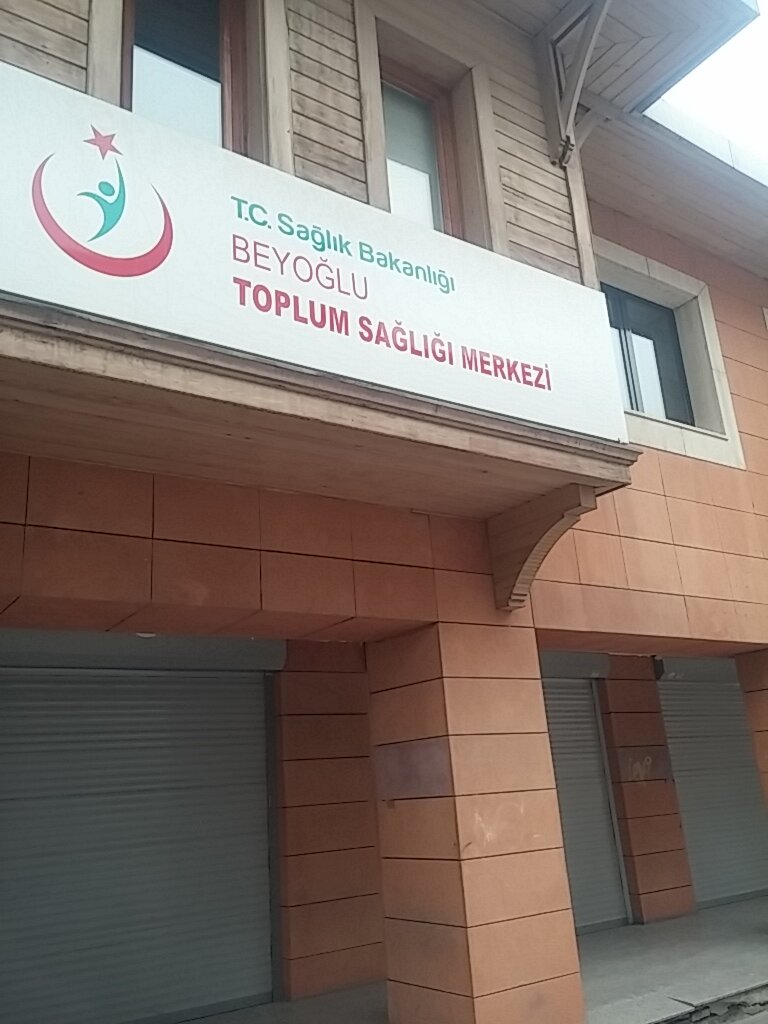 T.C. Sağlık Bakanlığı
BEYOĞLU
TOPLUM SAĞLIĞI MERKEZİ